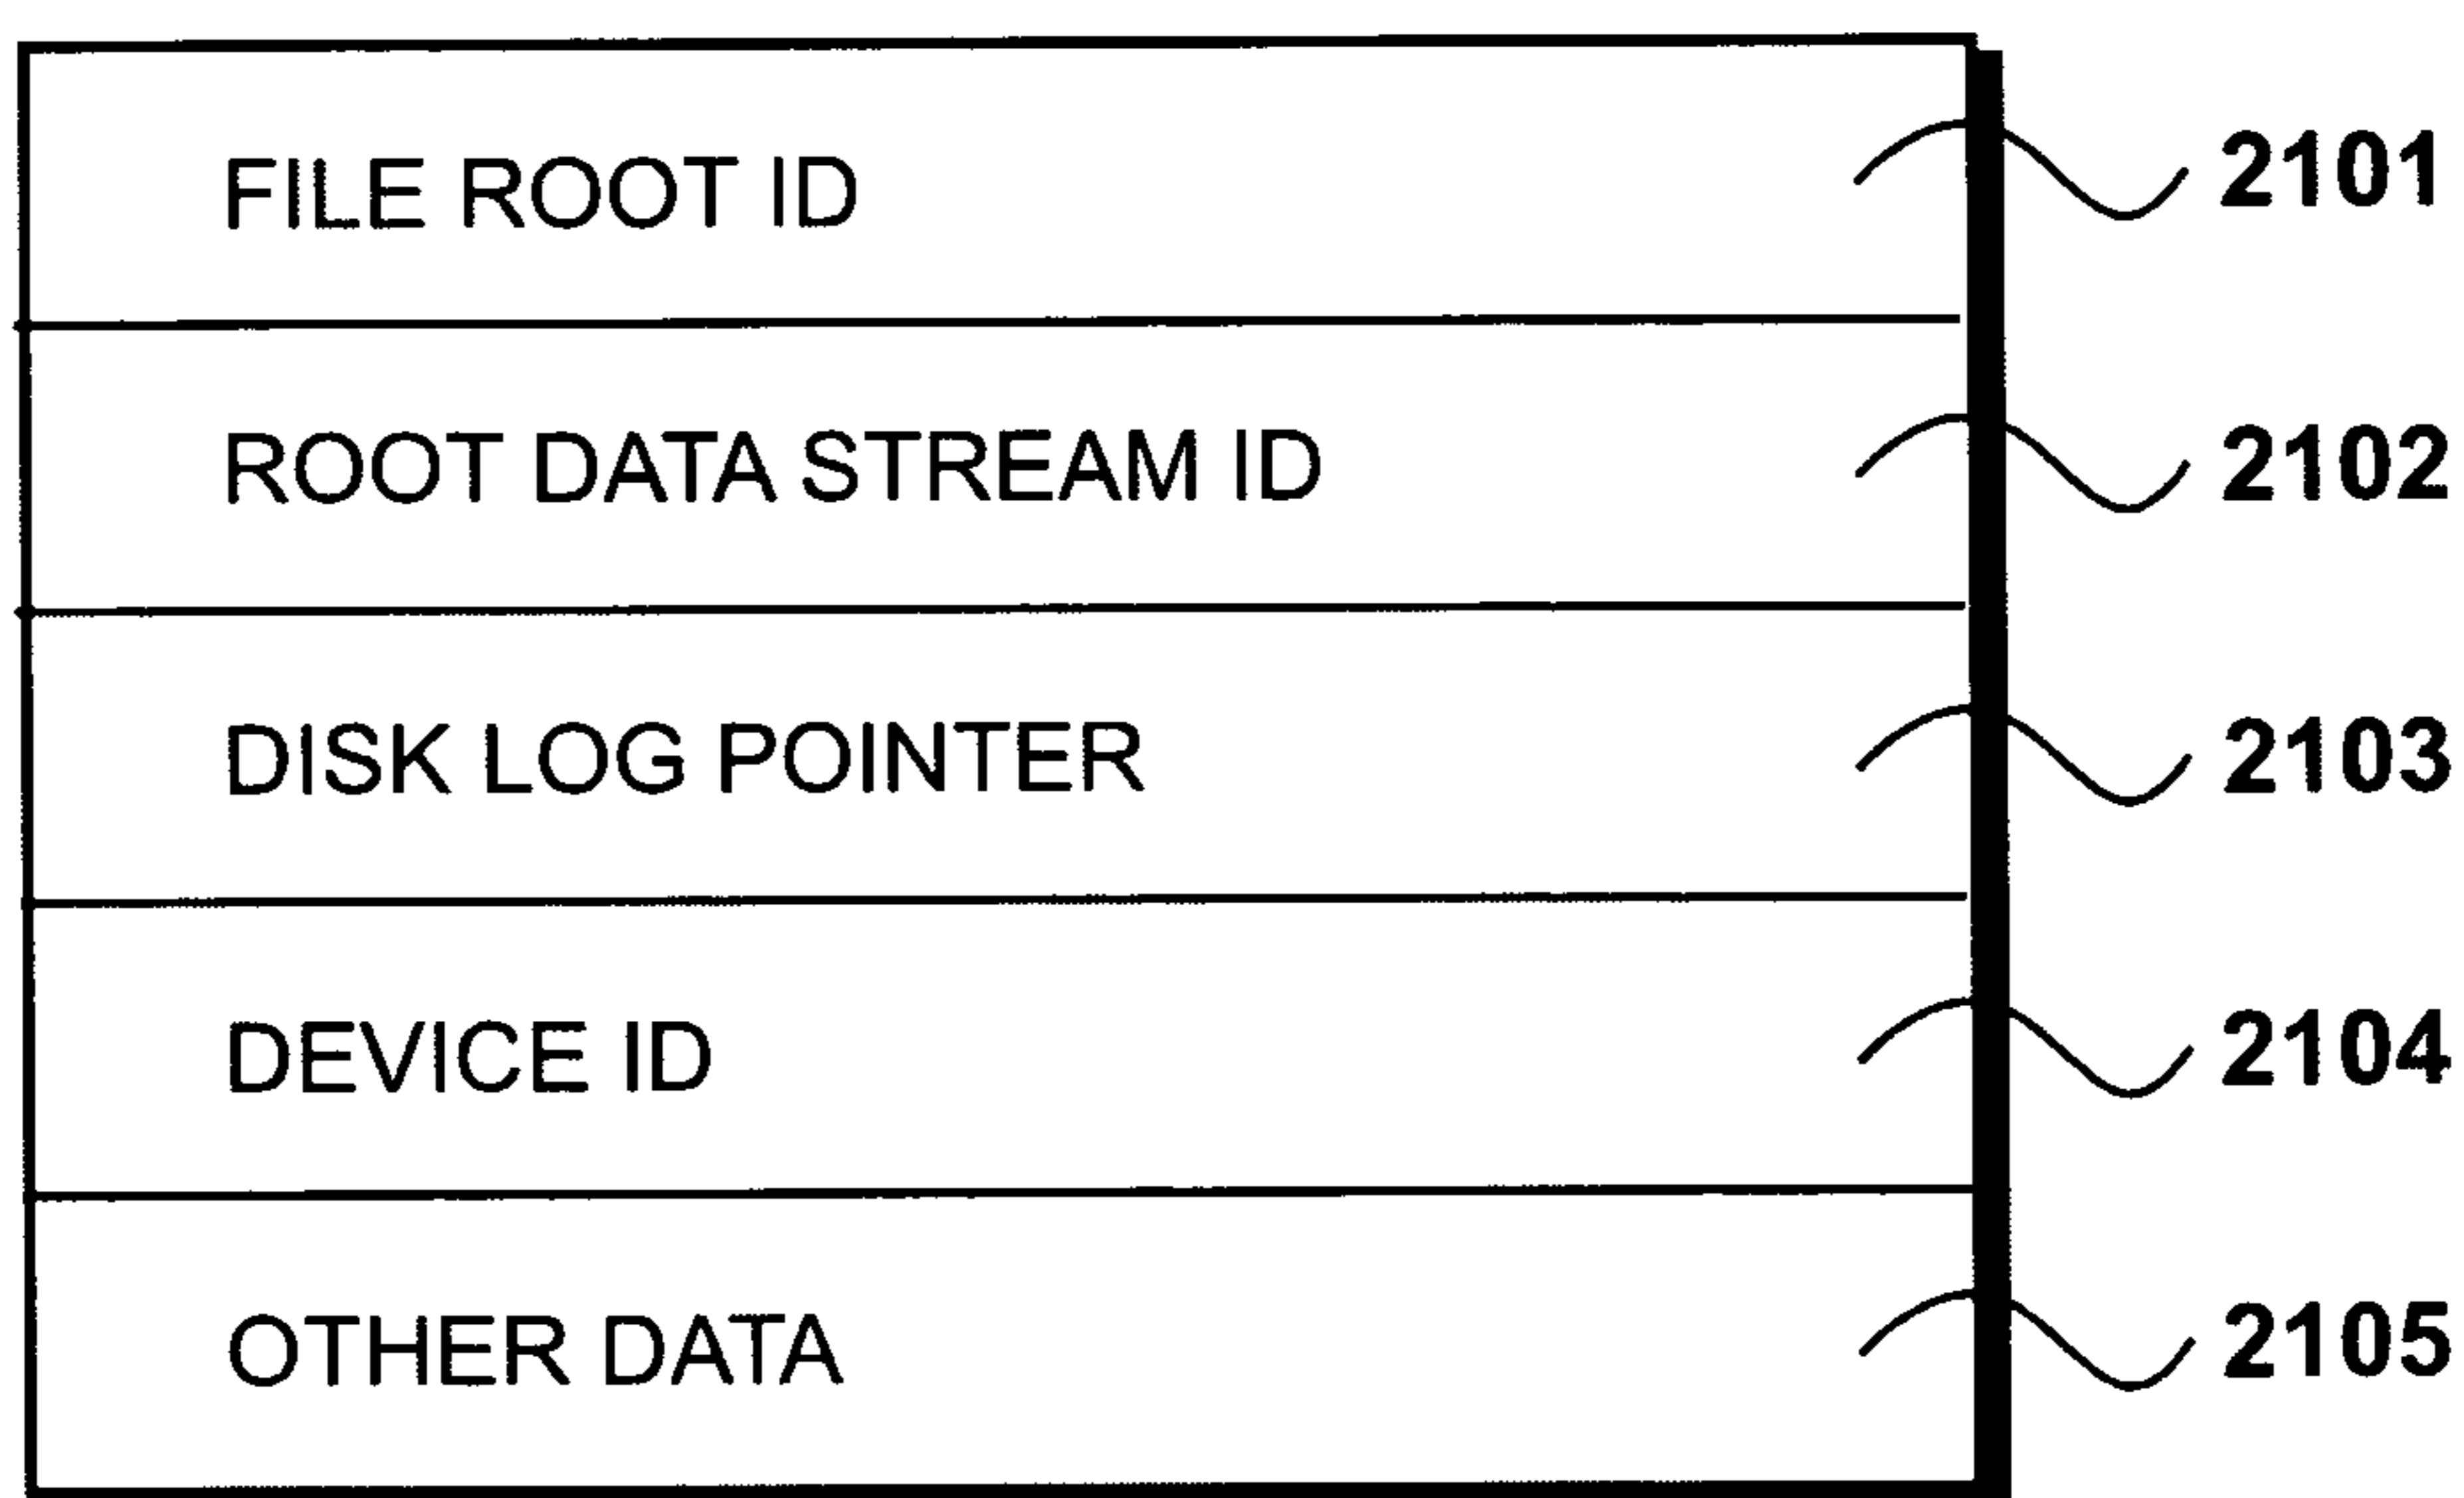 FILE ROOT ID 2101
ROOT DATA STREAM ID 2102
DISK LOG POINTER 2103
DEVICE ID 2104
OTHER DATA 2105